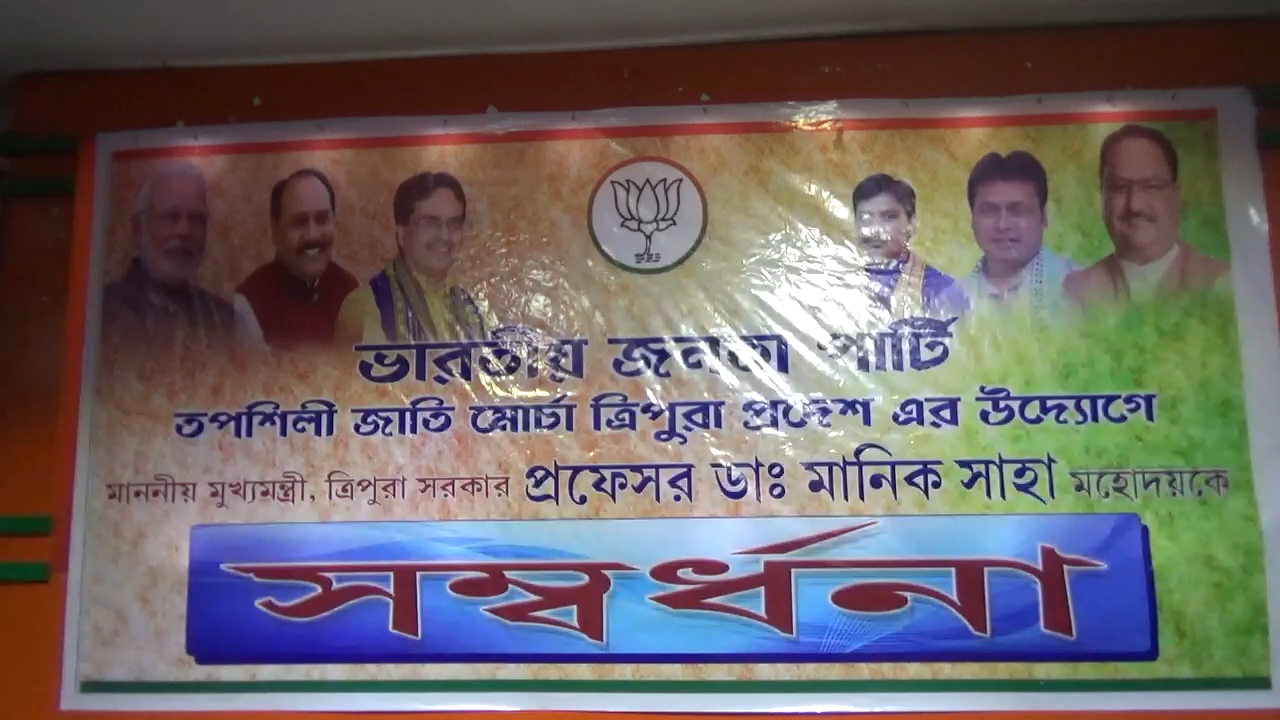 ভারতীয় জনতা পার্টি
তপশিলী জাতি মোর্চা ত্রিপুরা প্রদেশ এর উদ্যোগে
মাননীয় মুখ্যমন্ত্রী, ত্রিপুরা সরকার প্রফেসর ডাঃ মানিক সাহা মহোদয়কে
সম্বর্ধনা